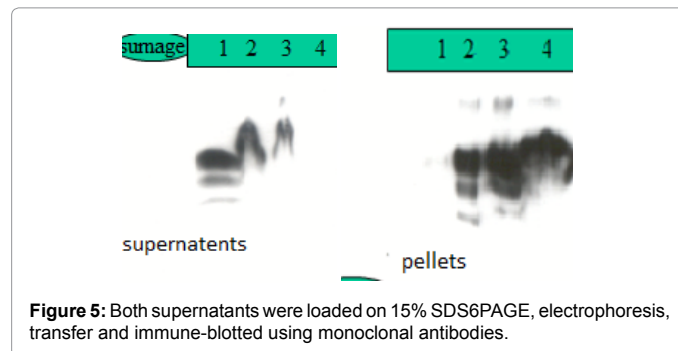 sumage 1 2 3 4
1 2 3 4
supernatents
pellets
Figure 5: Both supernatants were loaded on 15% SDS6PAGE, electrophoresis,
transfer and immune-blotted using monoclonal antibodies.